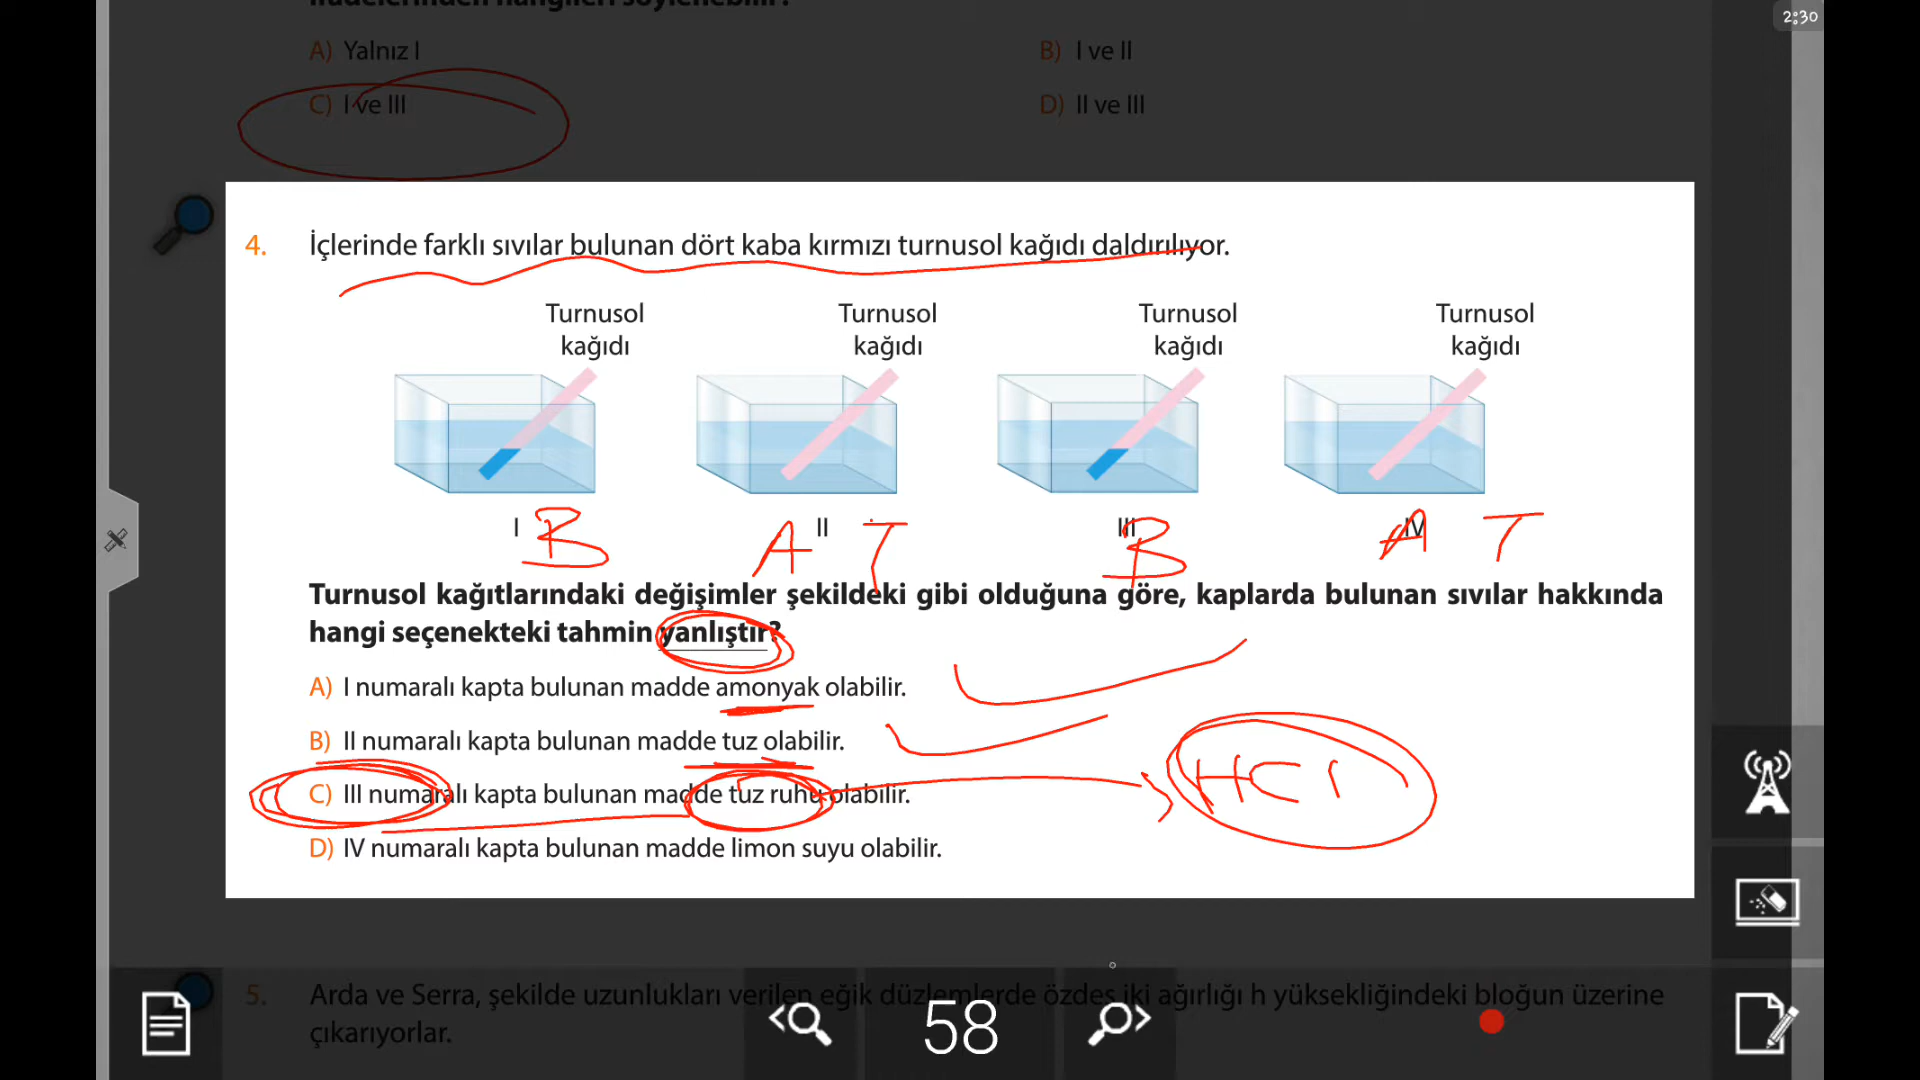 ifadelerinden hangileri söylenebilir?
A) Yalnız I
B) I ve II
C) I ve III
D) II ve III
2:30
4. İçlerinde farklı sıvılar bulunan dört kaba kırmızı turnusol kağıdı daldırılıyor.
Turnusol kağıdı
Turnusol kağıdı
Turnusol kağıdı
Turnusol kağıdı
I B
II A T
III B
IV A T
Turnusol kağıtlarındaki değişimler şekildeki gibi olduğuna göre, kaplarda bulunan sıvılar hakkında
hangi seçenekteki tahmin yanlıştır?
A) I numaralı kapta bulunan madde amonyak olabilir.
B) II numaralı kapta bulunan madde tuz olabilir.
C) III numaralı kapta bulunan madde tuz ruhu olabilir.
HCl
D) IV numaralı kapta bulunan madde limon suyu olabilir.
5. Arda ve Serra, şekilde uzunlukları verilen eğik düzlemlerde özdeş iki ağırlığı h yüksekliğindeki bloğun üzerine
çıkarıyorlar.
58